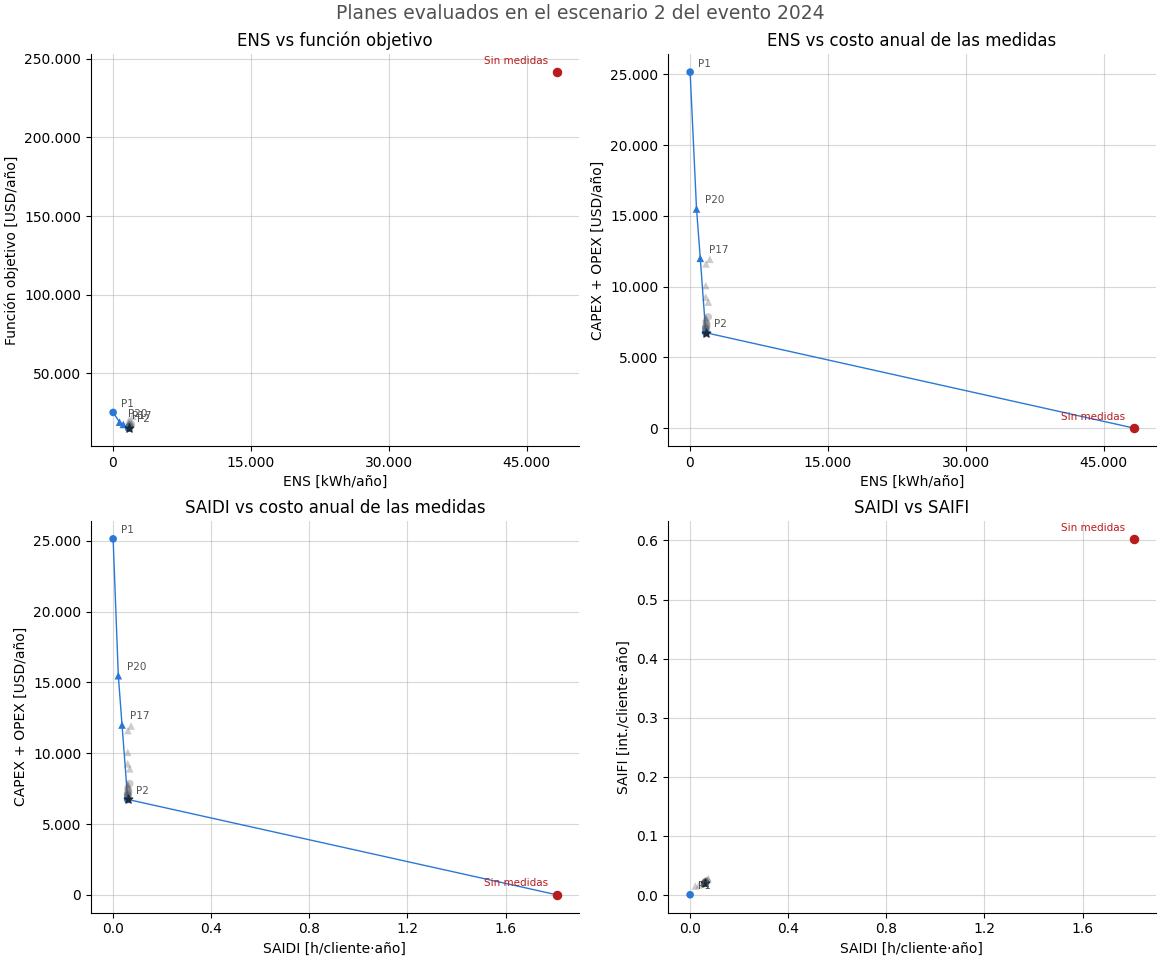 Planes evaluados en el escenario 2 del evento 2024
ENS vs función objetivo
Función objetivo [USD/año]
250.000
200.000
150.000
100.000
50.000
Sin medidas
P1
P20
P17
P2
0
15.000
30.000
45.000
ENS [kWh/año]
ENS vs costo anual de las medidas
CAPEX + OPEX [USD/año]
25.000
20.000
15.000
10.000
5.000
0
P1
P20
P17
P2
Sin medidas
0
15.000
30.000
45.000
ENS [kWh/año]
SAIDI vs costo anual de las medidas
CAPEX + OPEX [USD/año]
25.000
20.000
15.000
10.000
5.000
0
P1
P20
P17
P2
Sin medidas
0.0
0.4
0.8
1.2
1.6
SAIDI [h/cliente·año]
SAIDI vs SAIFI
SAIFI [int./cliente·año]
0.6
0.5
0.4
0.3
0.2
0.1
0.0
Sin medidas
P1
0.0
0.4
0.8
1.2
1.6
SAIDI [h/cliente·año]